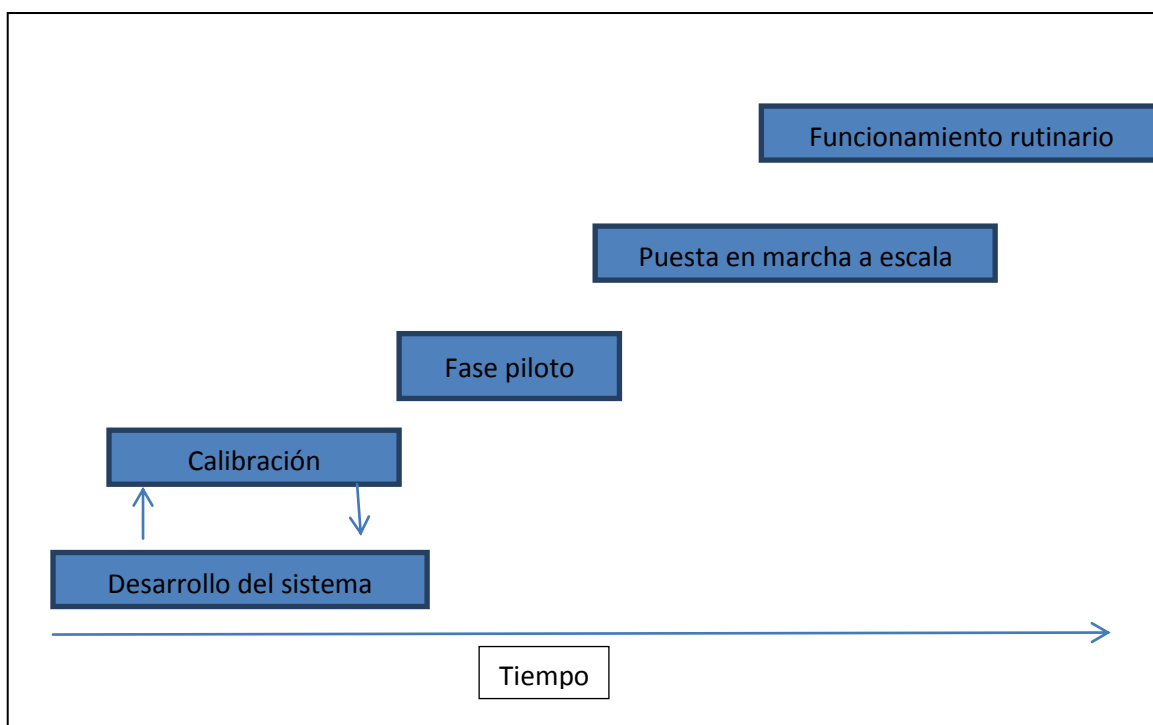 Funcionamiento rutinario
Puesta en marcha a escala
Fase piloto
Calibración
Desarrollo del sistema
Tiempo